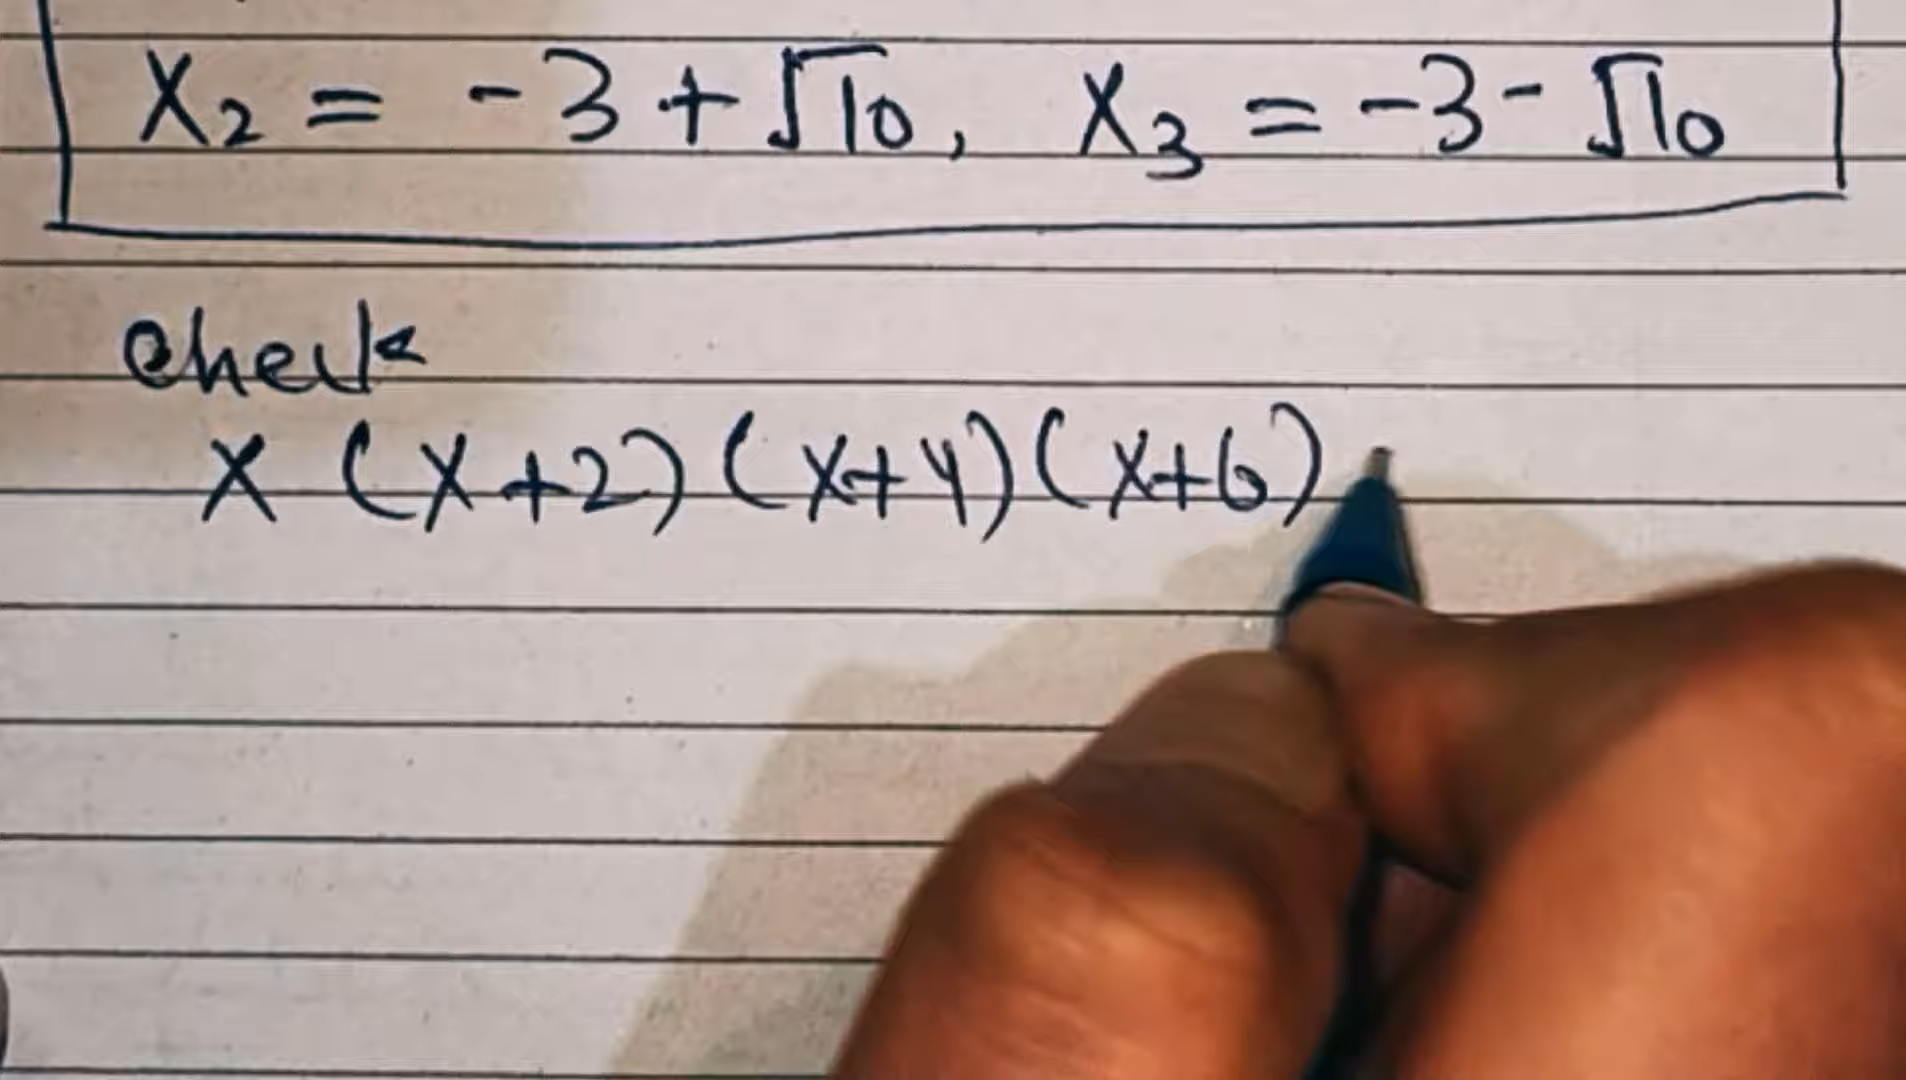 X₂ = -3 + √10, X₃ = -3 - √10
check
X (X+2) (X+4) (X+6)